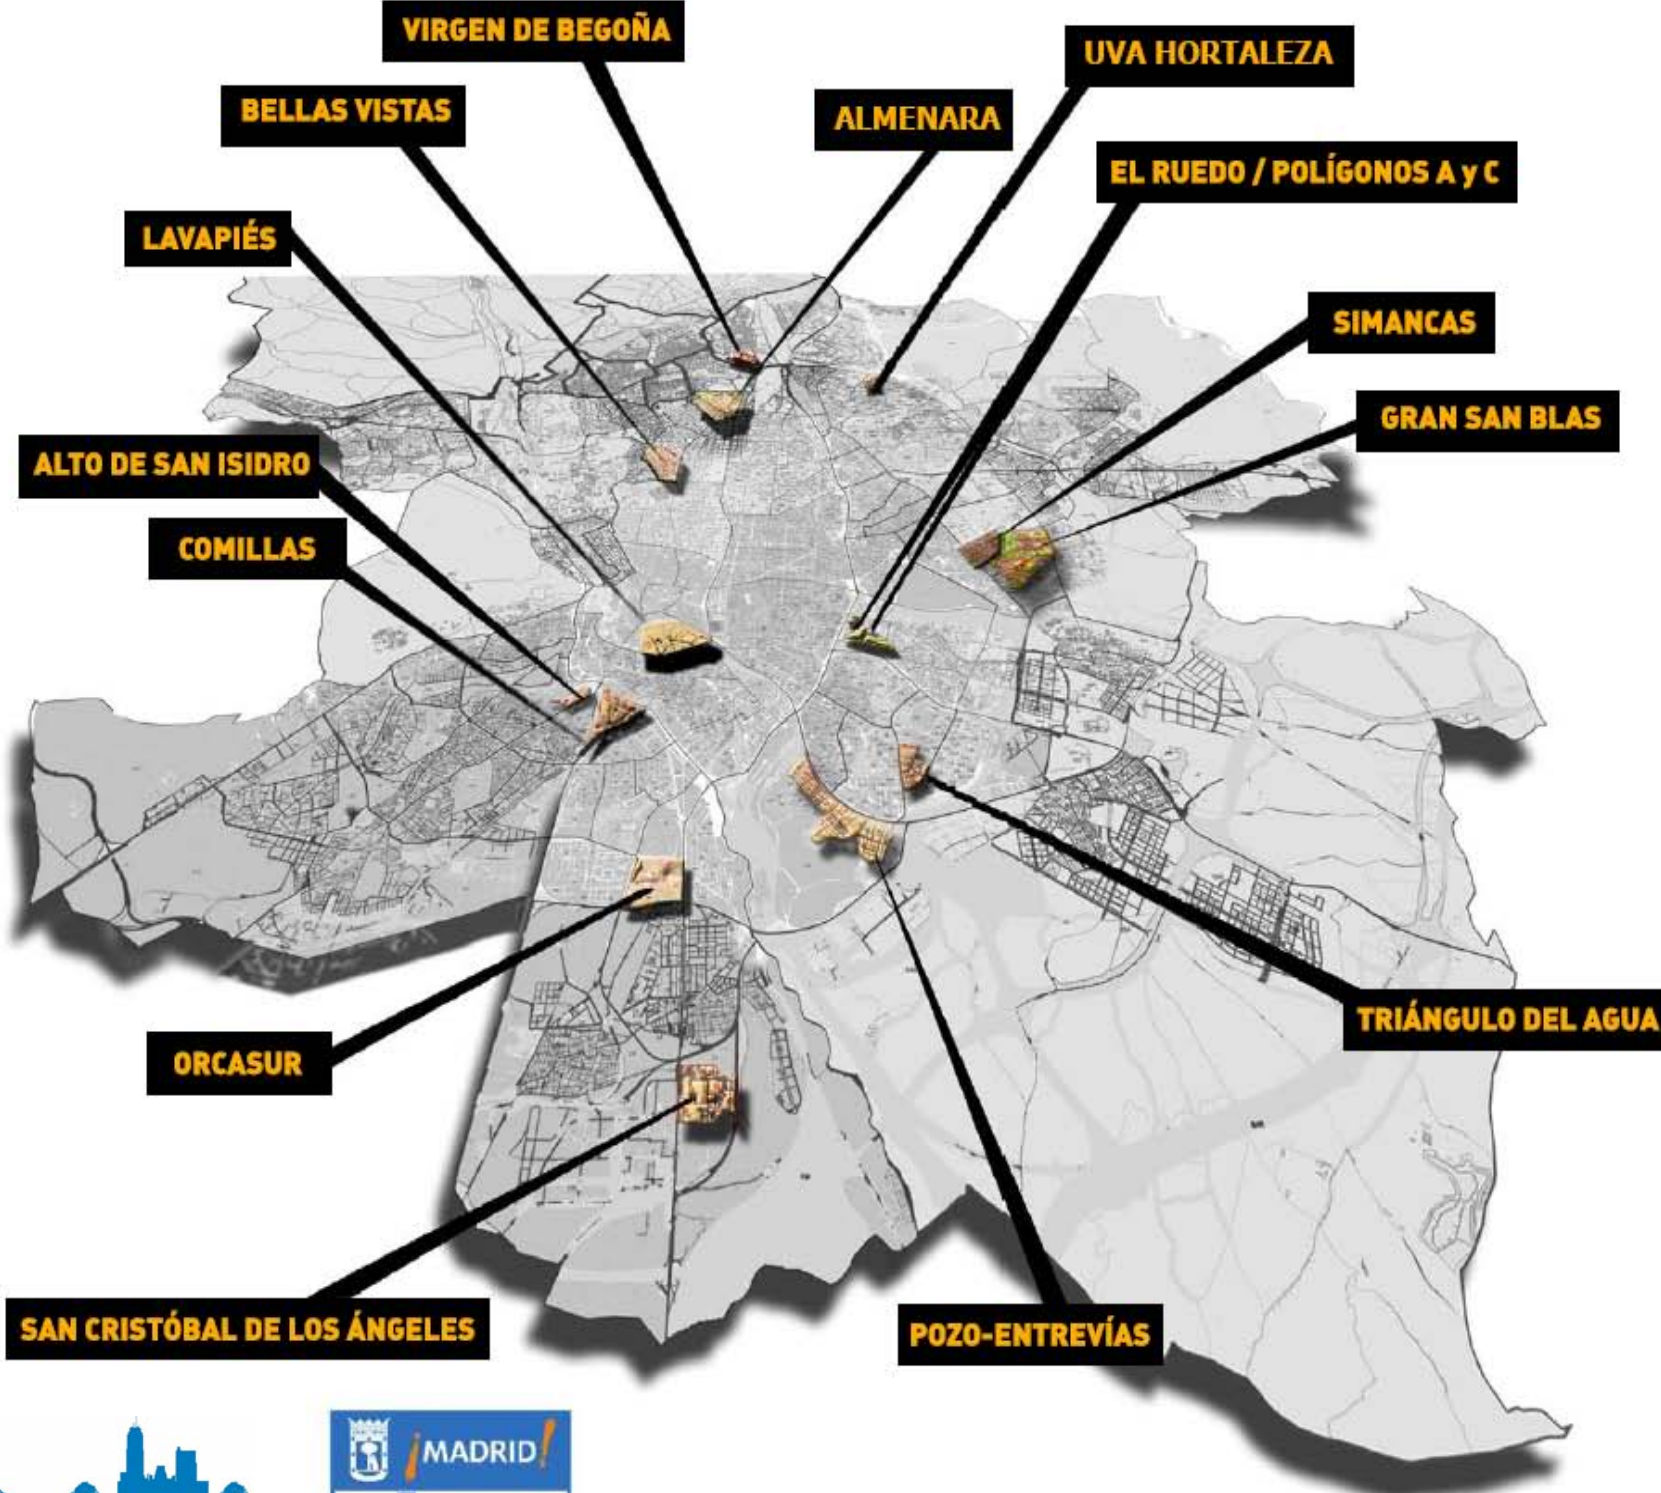 VIRGEN DE BEGOÑA
UVA HORTALEZA
BELLAS VISTAS
ALMENARA
EL RUEDO / POLÍGONOS A y C
LAVAPIÉS
SIMANCAS
GRAN SAN BLAS
ALTO DE SAN ISIDRO
COMILLAS
TRIÁNGULO DEL AGUA
ORCASUR
SAN CRISTÓBAL DE LOS ÁNGELES
POZO-ENTREVÍAS
¡MADRID!